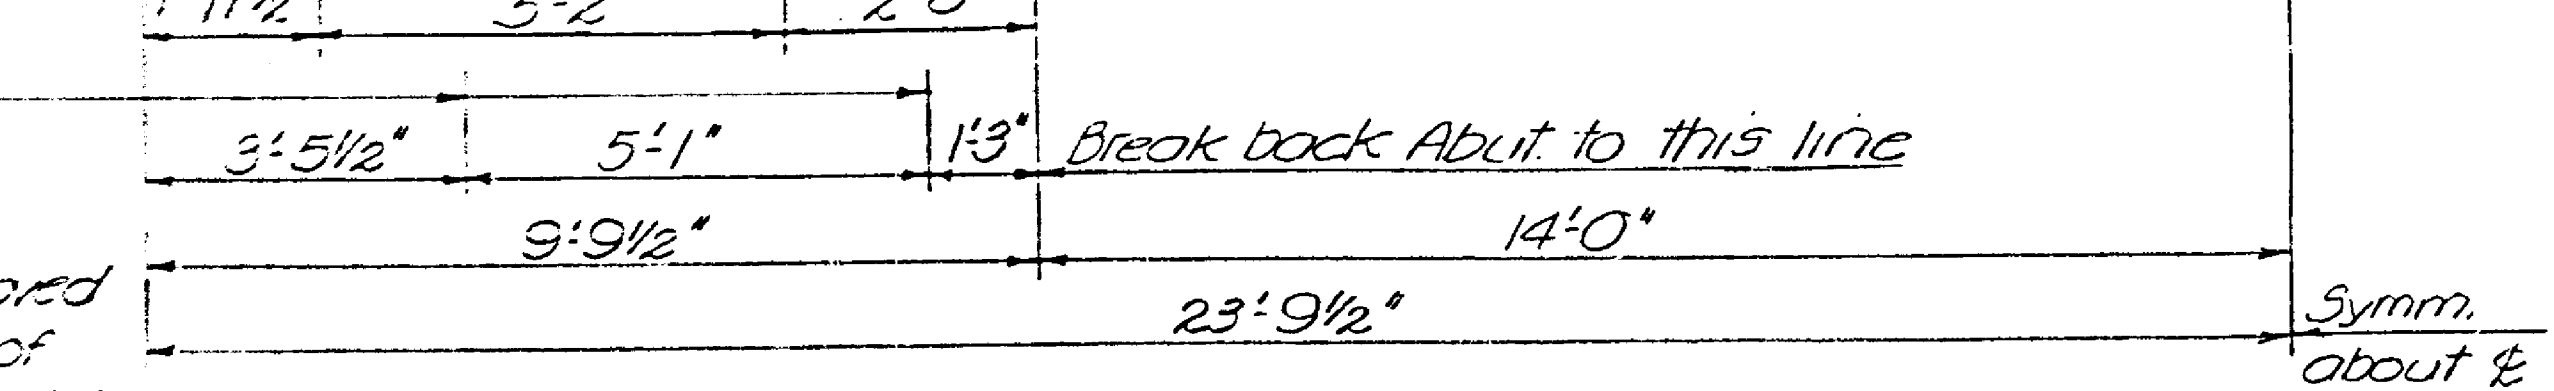 3'-5½" 5'-1" 1'-3" Break back Abut. to this line
9'-9½" 14'-0"
23'-9½" Symm.
of about ℄